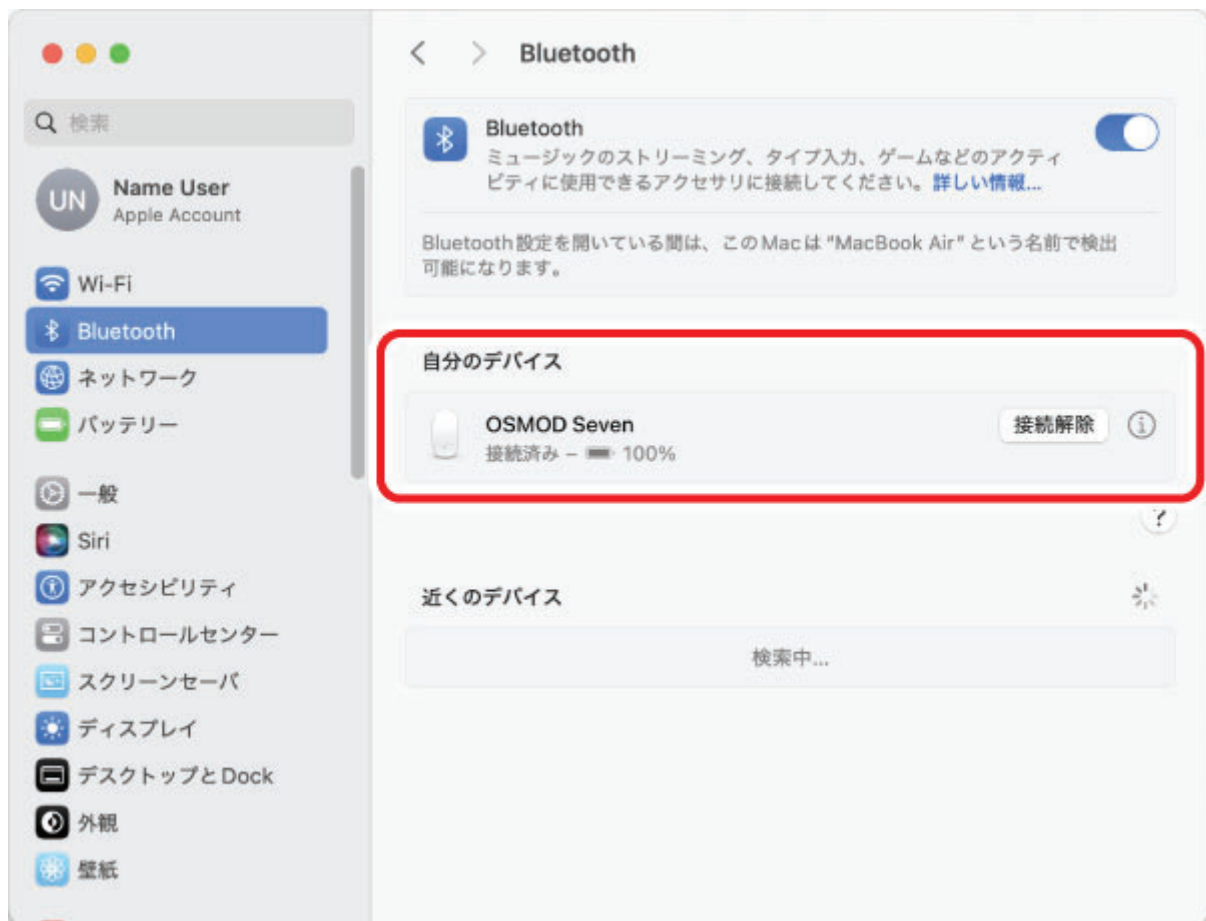 検索
UN
Name User
Apple Account
Wi-Fi
Bluetooth
ネットワーク
バッテリー
一般
Siri
アクセシビリティ
コントロールセンター
スクリーンセーバ
ディスプレイ
デスクトップとDock
外観
壁紙
Bluetooth
Bluetooth
ミュージックのストリーミング、タイプ入力、ゲームなどのアクティ
ビティに使用できるアクセサリに接続してください。詳しい情報...
Bluetooth設定を開いている間は、このMacは"MacBook Air"という名前で検出
可能になります。
自分のデバイス
OSMOD Seven
接続済み – 100%
接続解除
?
近くのデバイス
検索中...